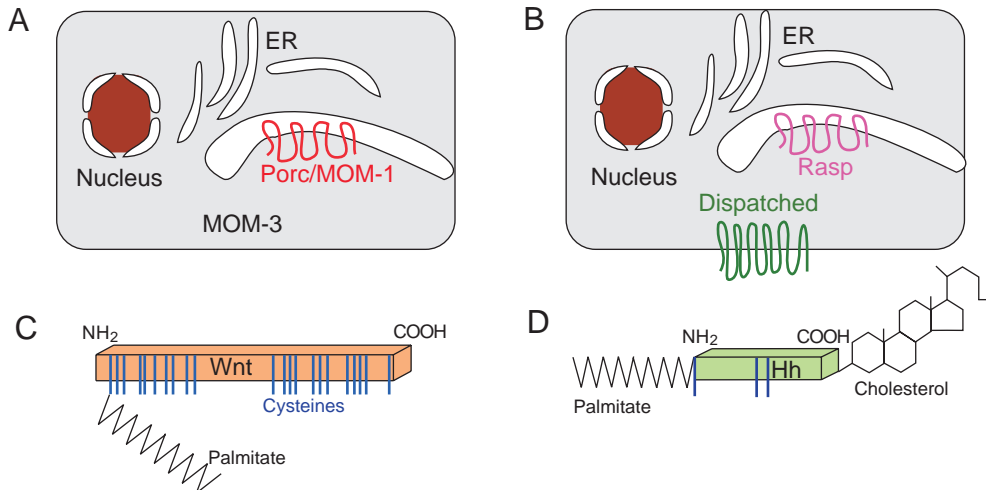 A
ER
Nucleus
Porc/MOM-1
MOM-3
B
ER
Nucleus
Rasp
Dispatched
C
NH2
COOH
Wnt
Cysteines
Palmitate
D
NH2
COOH
Hh
Palmitate
Cholesterol